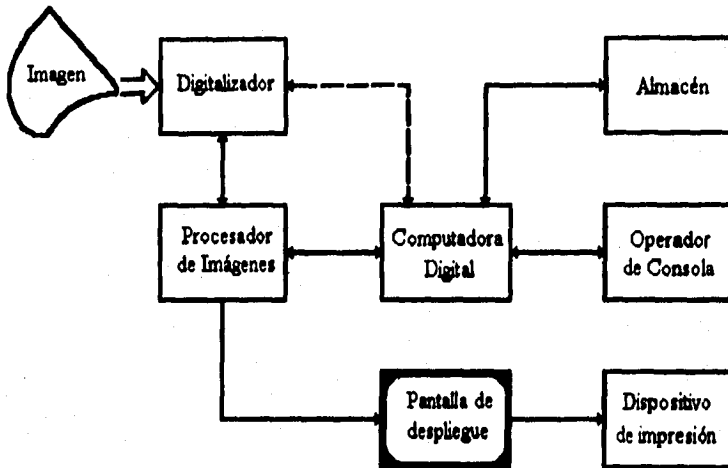 Imagen
Digitalizador
Almacén
Procesador
de Imágenes
Computadora
Digital
Operador
de Consola
Pantalla de
despliegue
Dispositivo
de impresión